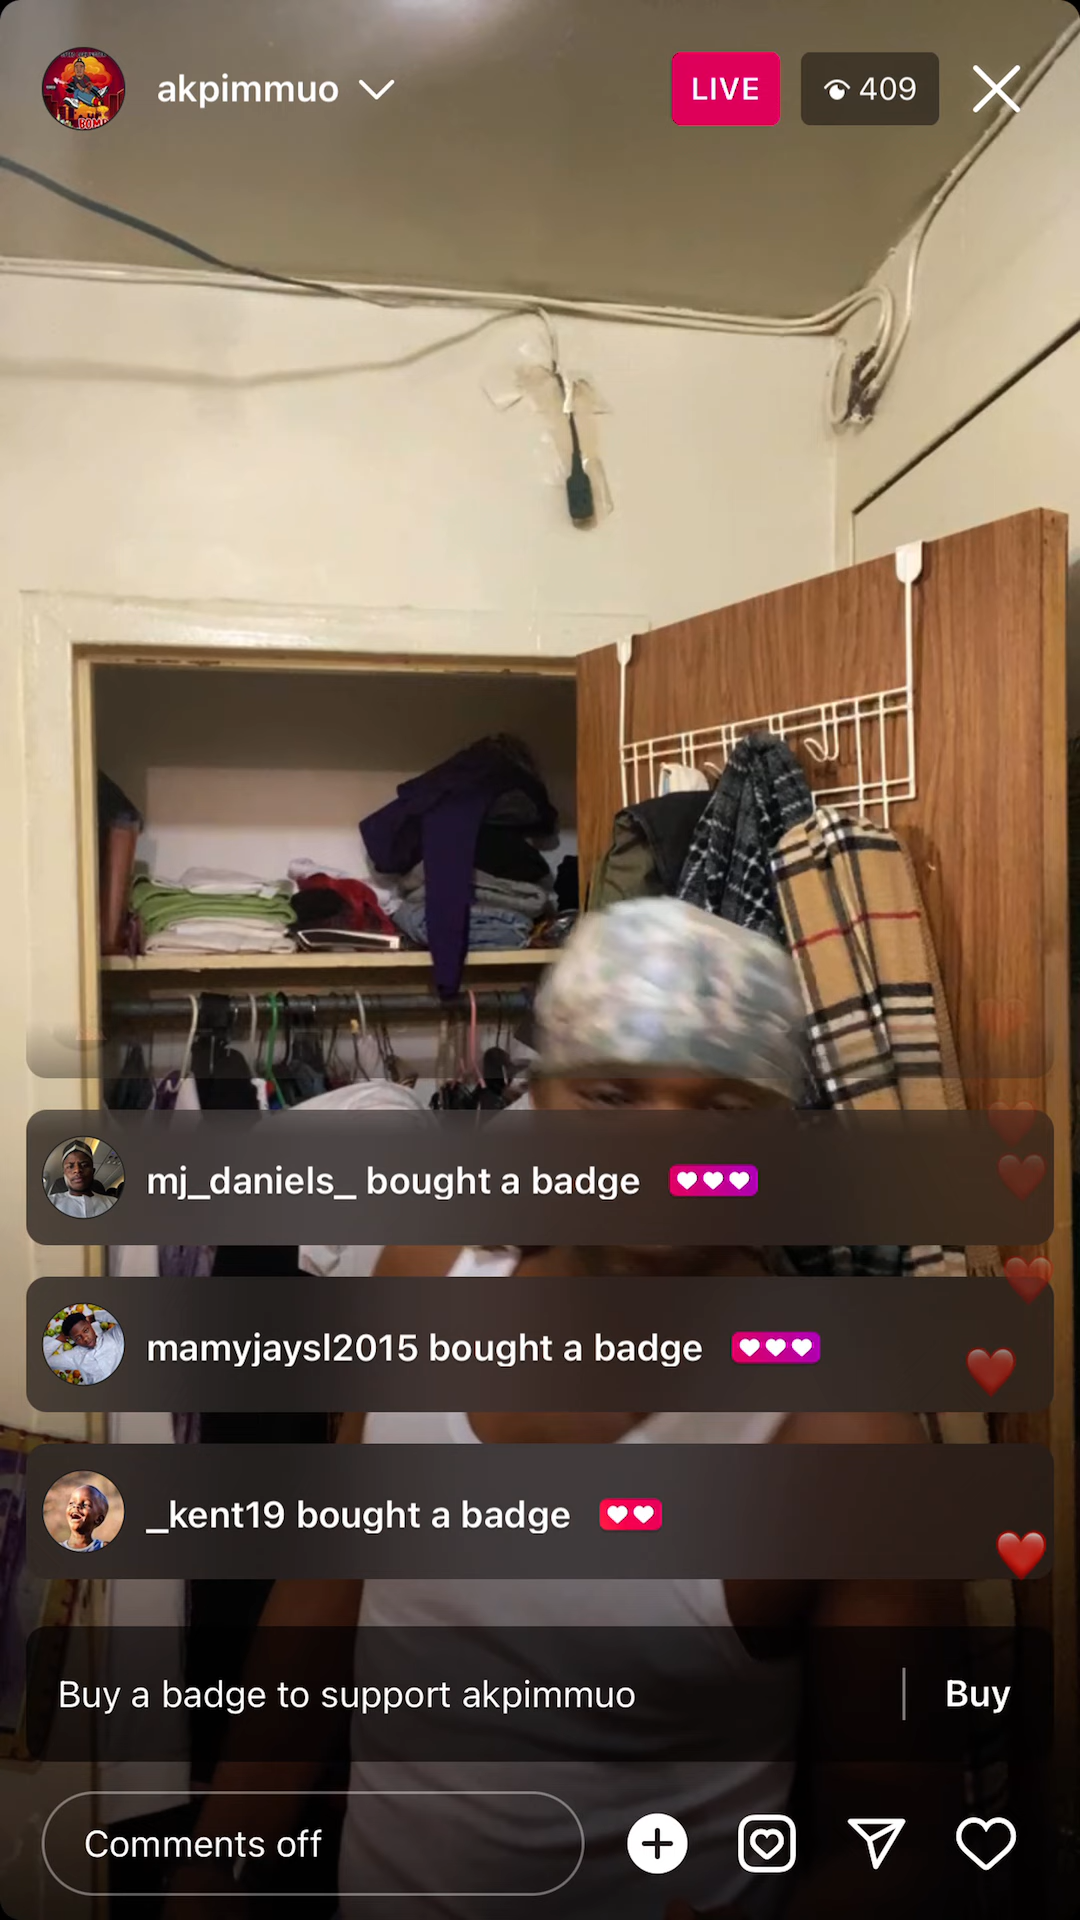 akpimmuo
LIVE
409
mj_daniels_ bought a badge
mamyjaysl2015 bought a badge
_kent19 bought a badge
Buy a badge to support akpimmuo
Buy
Comments off